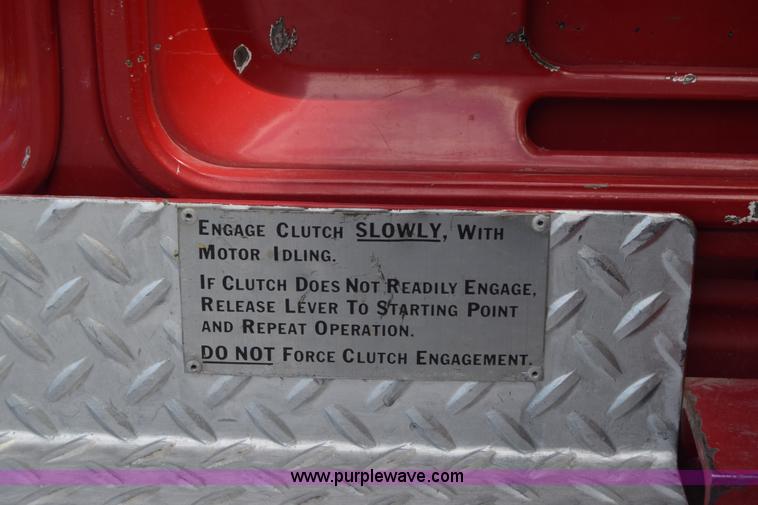 ENGAGE CLUTCH SLOWLY, WITH
MOTOR IDLING.
IF CLUTCH DOES NOT READILY ENGAGE,
RELEASE LEVER TO STARTING POINT
AND REPEAT OPERATION.
DO NOT FORCE CLUTCH ENGAGEMENT.
www.purplewave.com